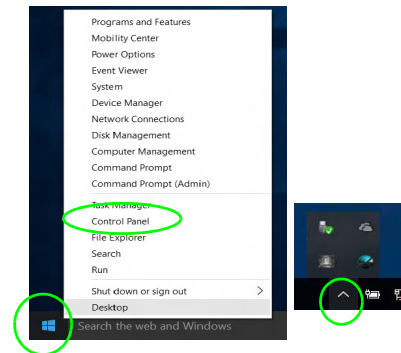 Programs and Features
Mobility Center
Power Options
Event Viewer
System
Device Manager
Network Connections
Disk Management
Computer Management
Command Prompt
Command Prompt (Admin)
Task Manager
Control Panel
File Explorer
Search
Run
Shut down or sign out
Desktop
Search the web and Windows